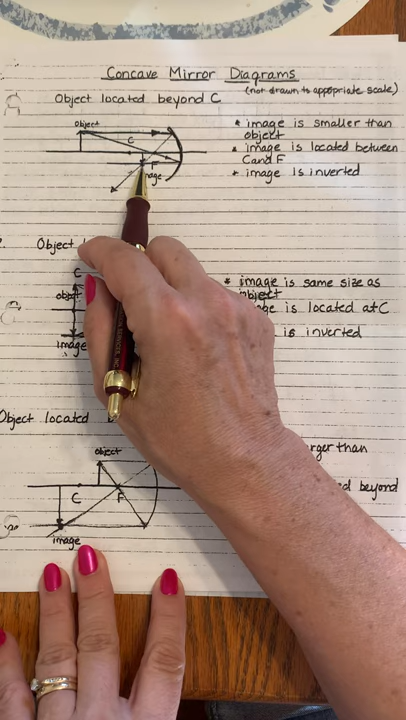 Concave Mirror Diagrams
(not drawn to appropriate scale)
Object located beyond C
object
C
F
image
* image is smaller than
object
* image is located between
C and F
* image is inverted
Object
C
object
image
* image is same size as
object
is located at C
is inverted
Object located
object
C
F
image
larger than
beyond